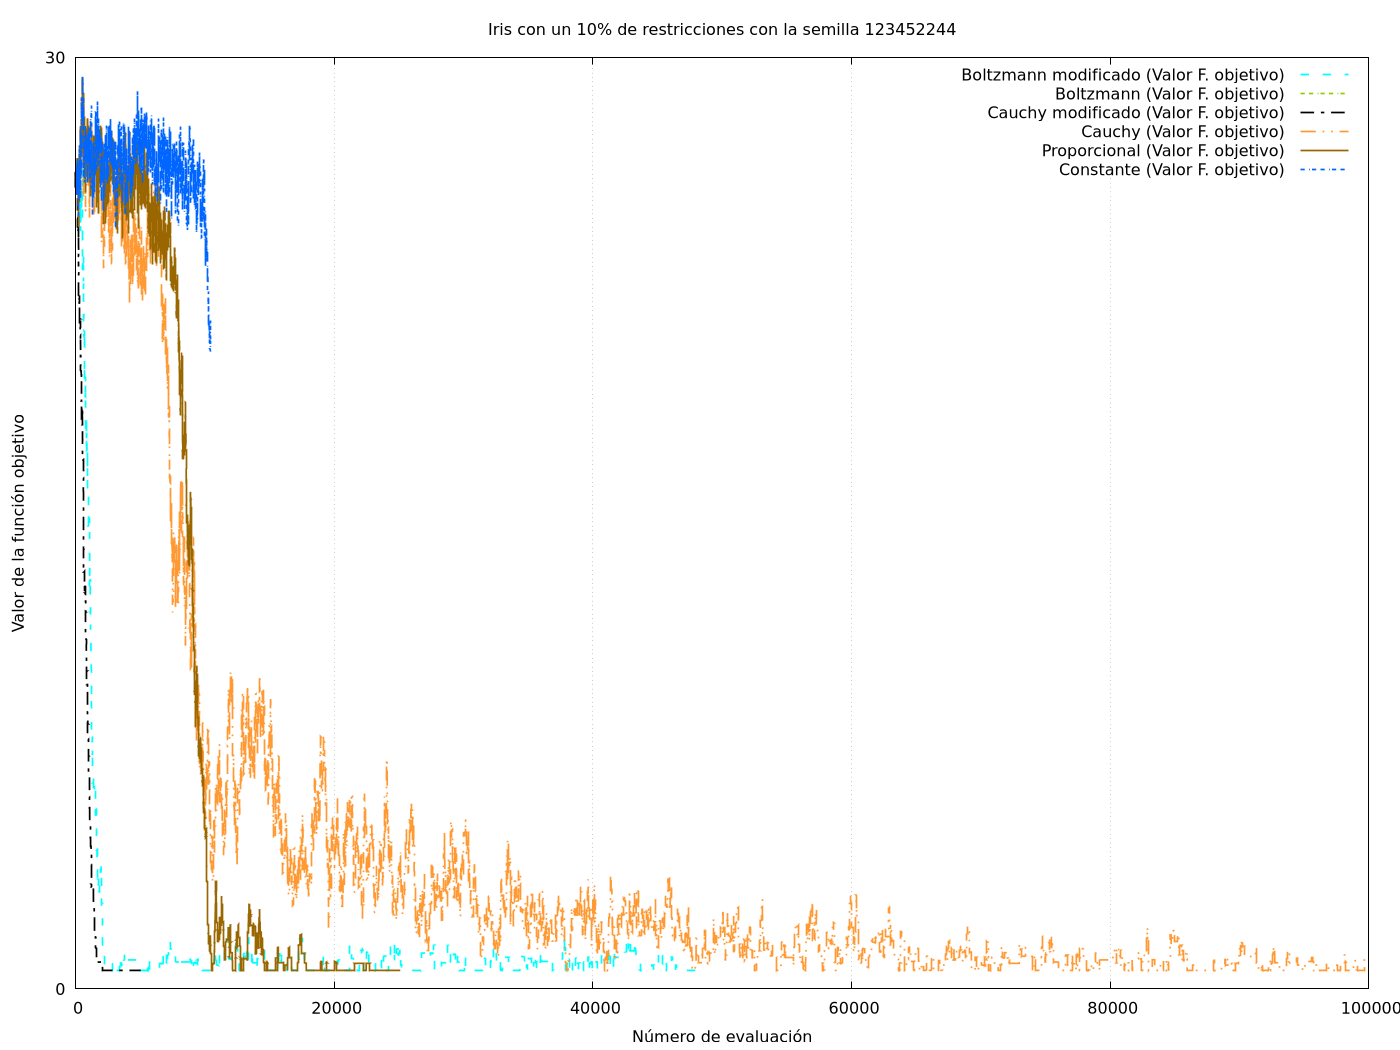 Iris con un 10% de restricciones con la semilla 123452244
30
Boltzmann modificado (Valor F. objetivo)
Boltzmann (Valor F. objetivo)
Cauchy modificado (Valor F. objetivo)
Cauchy (Valor F. objetivo)
Proporcional (Valor F. objetivo)
Constante (Valor F. objetivo)
Valor de la función objetivo
0
0 20000 40000 60000 80000 100000
Número de evaluación